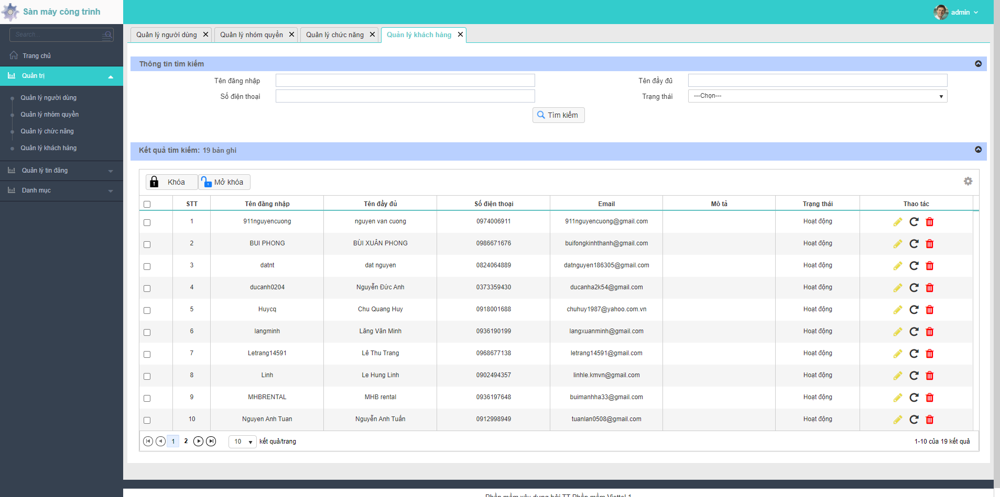 Sàn máy công trình
admin
Search...
Trang chủ
Quản trị
Quản lý người dùng
Quản lý nhóm quyền
Quản lý chức năng
Quản lý khách hàng
Quản lý tin đăng
Danh mục
Quản lý người dùng
Quản lý nhóm quyền
Quản lý chức năng
Quản lý khách hàng
Thông tin tìm kiếm
Tên đăng nhập
Tên đầy đủ
Số điện thoại
Trạng thái
---Chọn---
Tìm kiếm
Kết quả tìm kiếm: 19 bản ghi
Khóa
Mở khóa
STT Tên đăng nhập Tên đầy đủ Số điện thoại Email Mô tả Trạng thái Thao tác
1 911nguyencuong nguyen van cuong 0974006911 911nguyencuong@gmail.com Hoạt động
2 BUI PHONG BÙI XUÂN PHONG 0986671676 buifongkinhthanh@gmail.com Hoạt động
3 datnt dat nguyen 0824064889 datnguyen186305@gmail.com Hoạt động
4 ducanh0204 Nguyễn Đức Anh 0373359430 ducanha2k54@gmail.com Hoạt động
5 Huycq Chu Quang Huy 0918001688 chuhuy1987@yahoo.com.vn Hoạt động
6 langminh Lăng Văn Minh 0936190199 langxuanminh@gmail.com Hoạt động
7 Letrang14591 Lê Thu Trang 0968677138 letrang14591@gmail.com Hoạt động
8 Linh Le Hung Linh 0902494357 linhle.kmvn@gmail.com Hoạt động
9 MHBRENTAL MHB rental 0936197648 buimanhha33@gmail.com Hoạt động
10 Nguyen Anh Tuan Nguyễn Anh Tuấn 0912998949 tuanlan0508@gmail.com Hoạt động
1 2 10 kết quả/trang
1-10 của 19 kết quả
Phần mềm xây dựng bởi TT Phần mềm Viettel 1